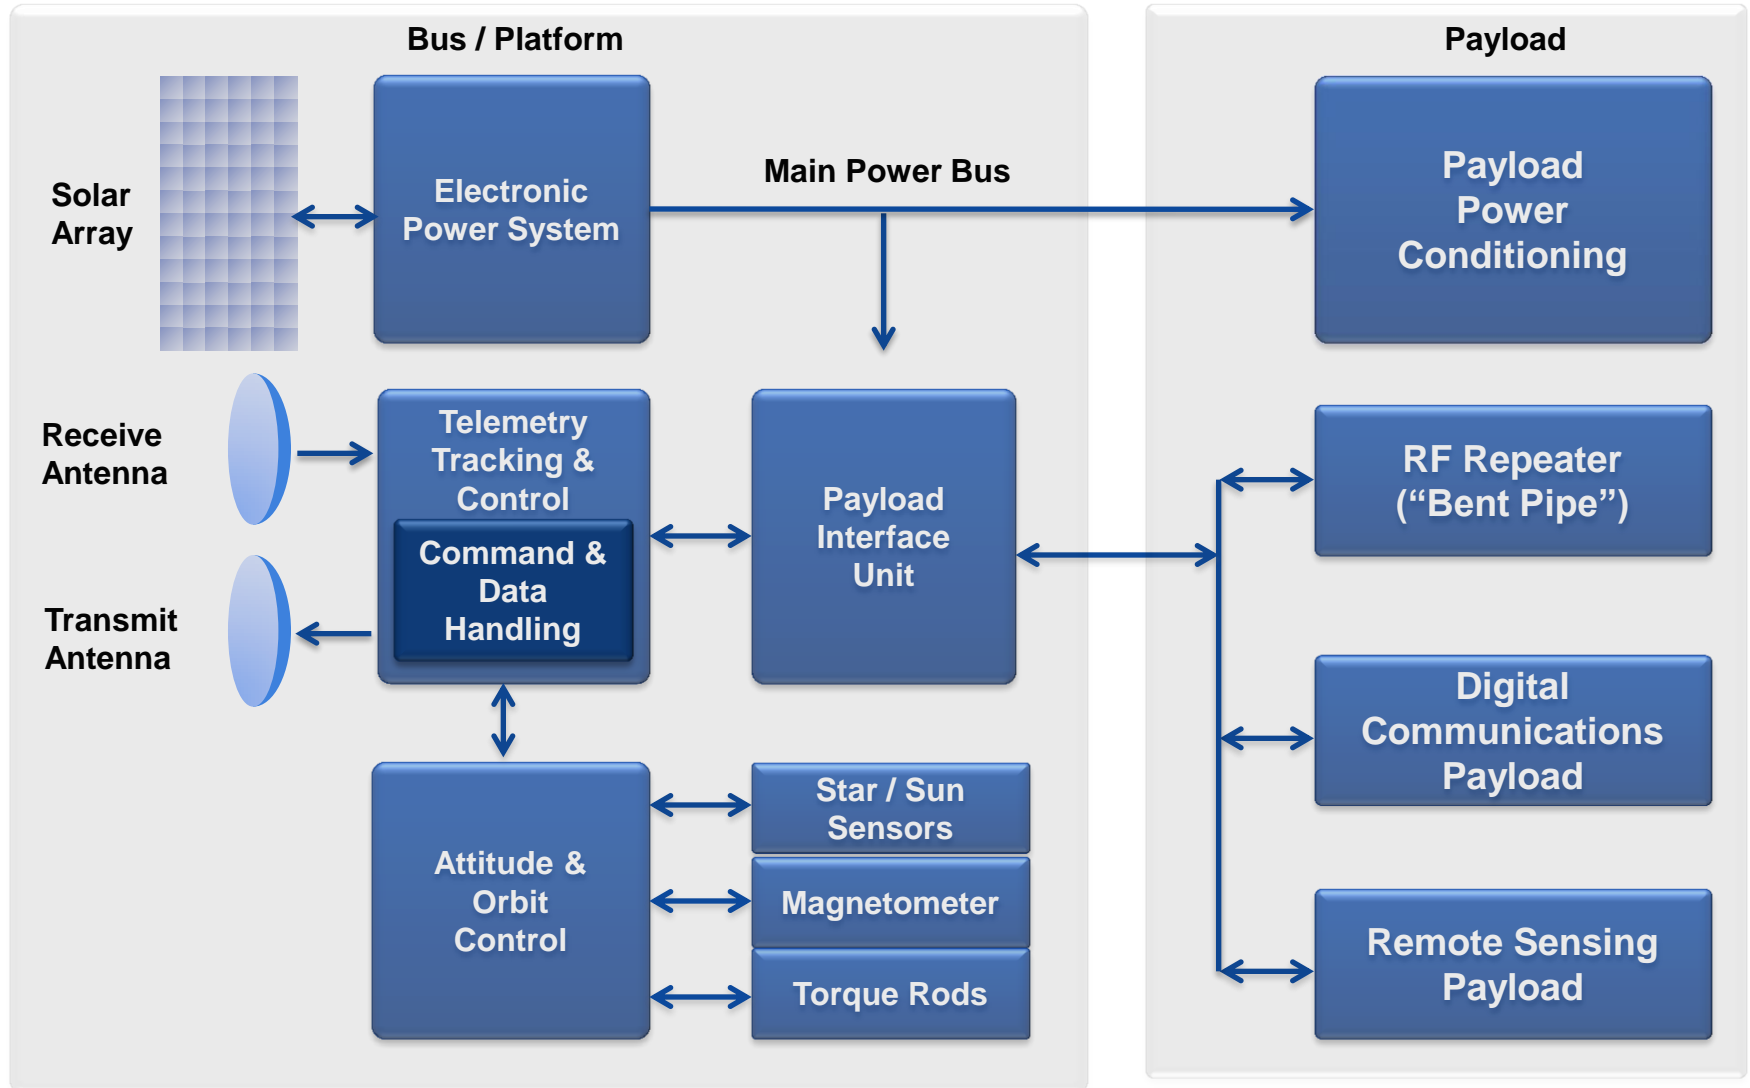 Bus / Platform
Payload
Solar
Array
Electronic
Power System
Main Power Bus
Payload
Power
Conditioning
Receive
Antenna
Telemetry
Tracking &
Control
Command &
Data
Handling
Payload
Interface
Unit
RF Repeater
(“Bent Pipe”)
Transmit
Antenna
Digital
Communications
Payload
Attitude &
Orbit
Control
Star / Sun
Sensors
Magnetometer
Torque Rods
Remote Sensing
Payload